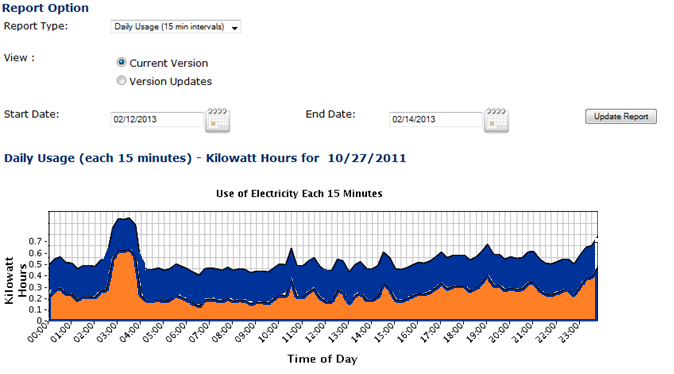 Report Option
Report Type: Daily Usage (15 min intervals)
View : Current Version
Version Updates
Start Date: 02/12/2013 End Date: 02/14/2013 Update Report
Daily Usage (each 15 minutes) - Kilowatt Hours for 10/27/2011
Use of Electricity Each 15 Minutes
Kilowatt
Hours
0.7
0.6
0.5
0.4
0.3
0.2
0.1
0.
00:00 01:00 02:00 03:00 04:00 05:00 06:00 07:00 08:00 09:00 10:00 11:00 12:00 13:00 14:00 15:00 16:00 17:00 18:00 19:00 20:00 21:00 22:00 23:00
Time of Day